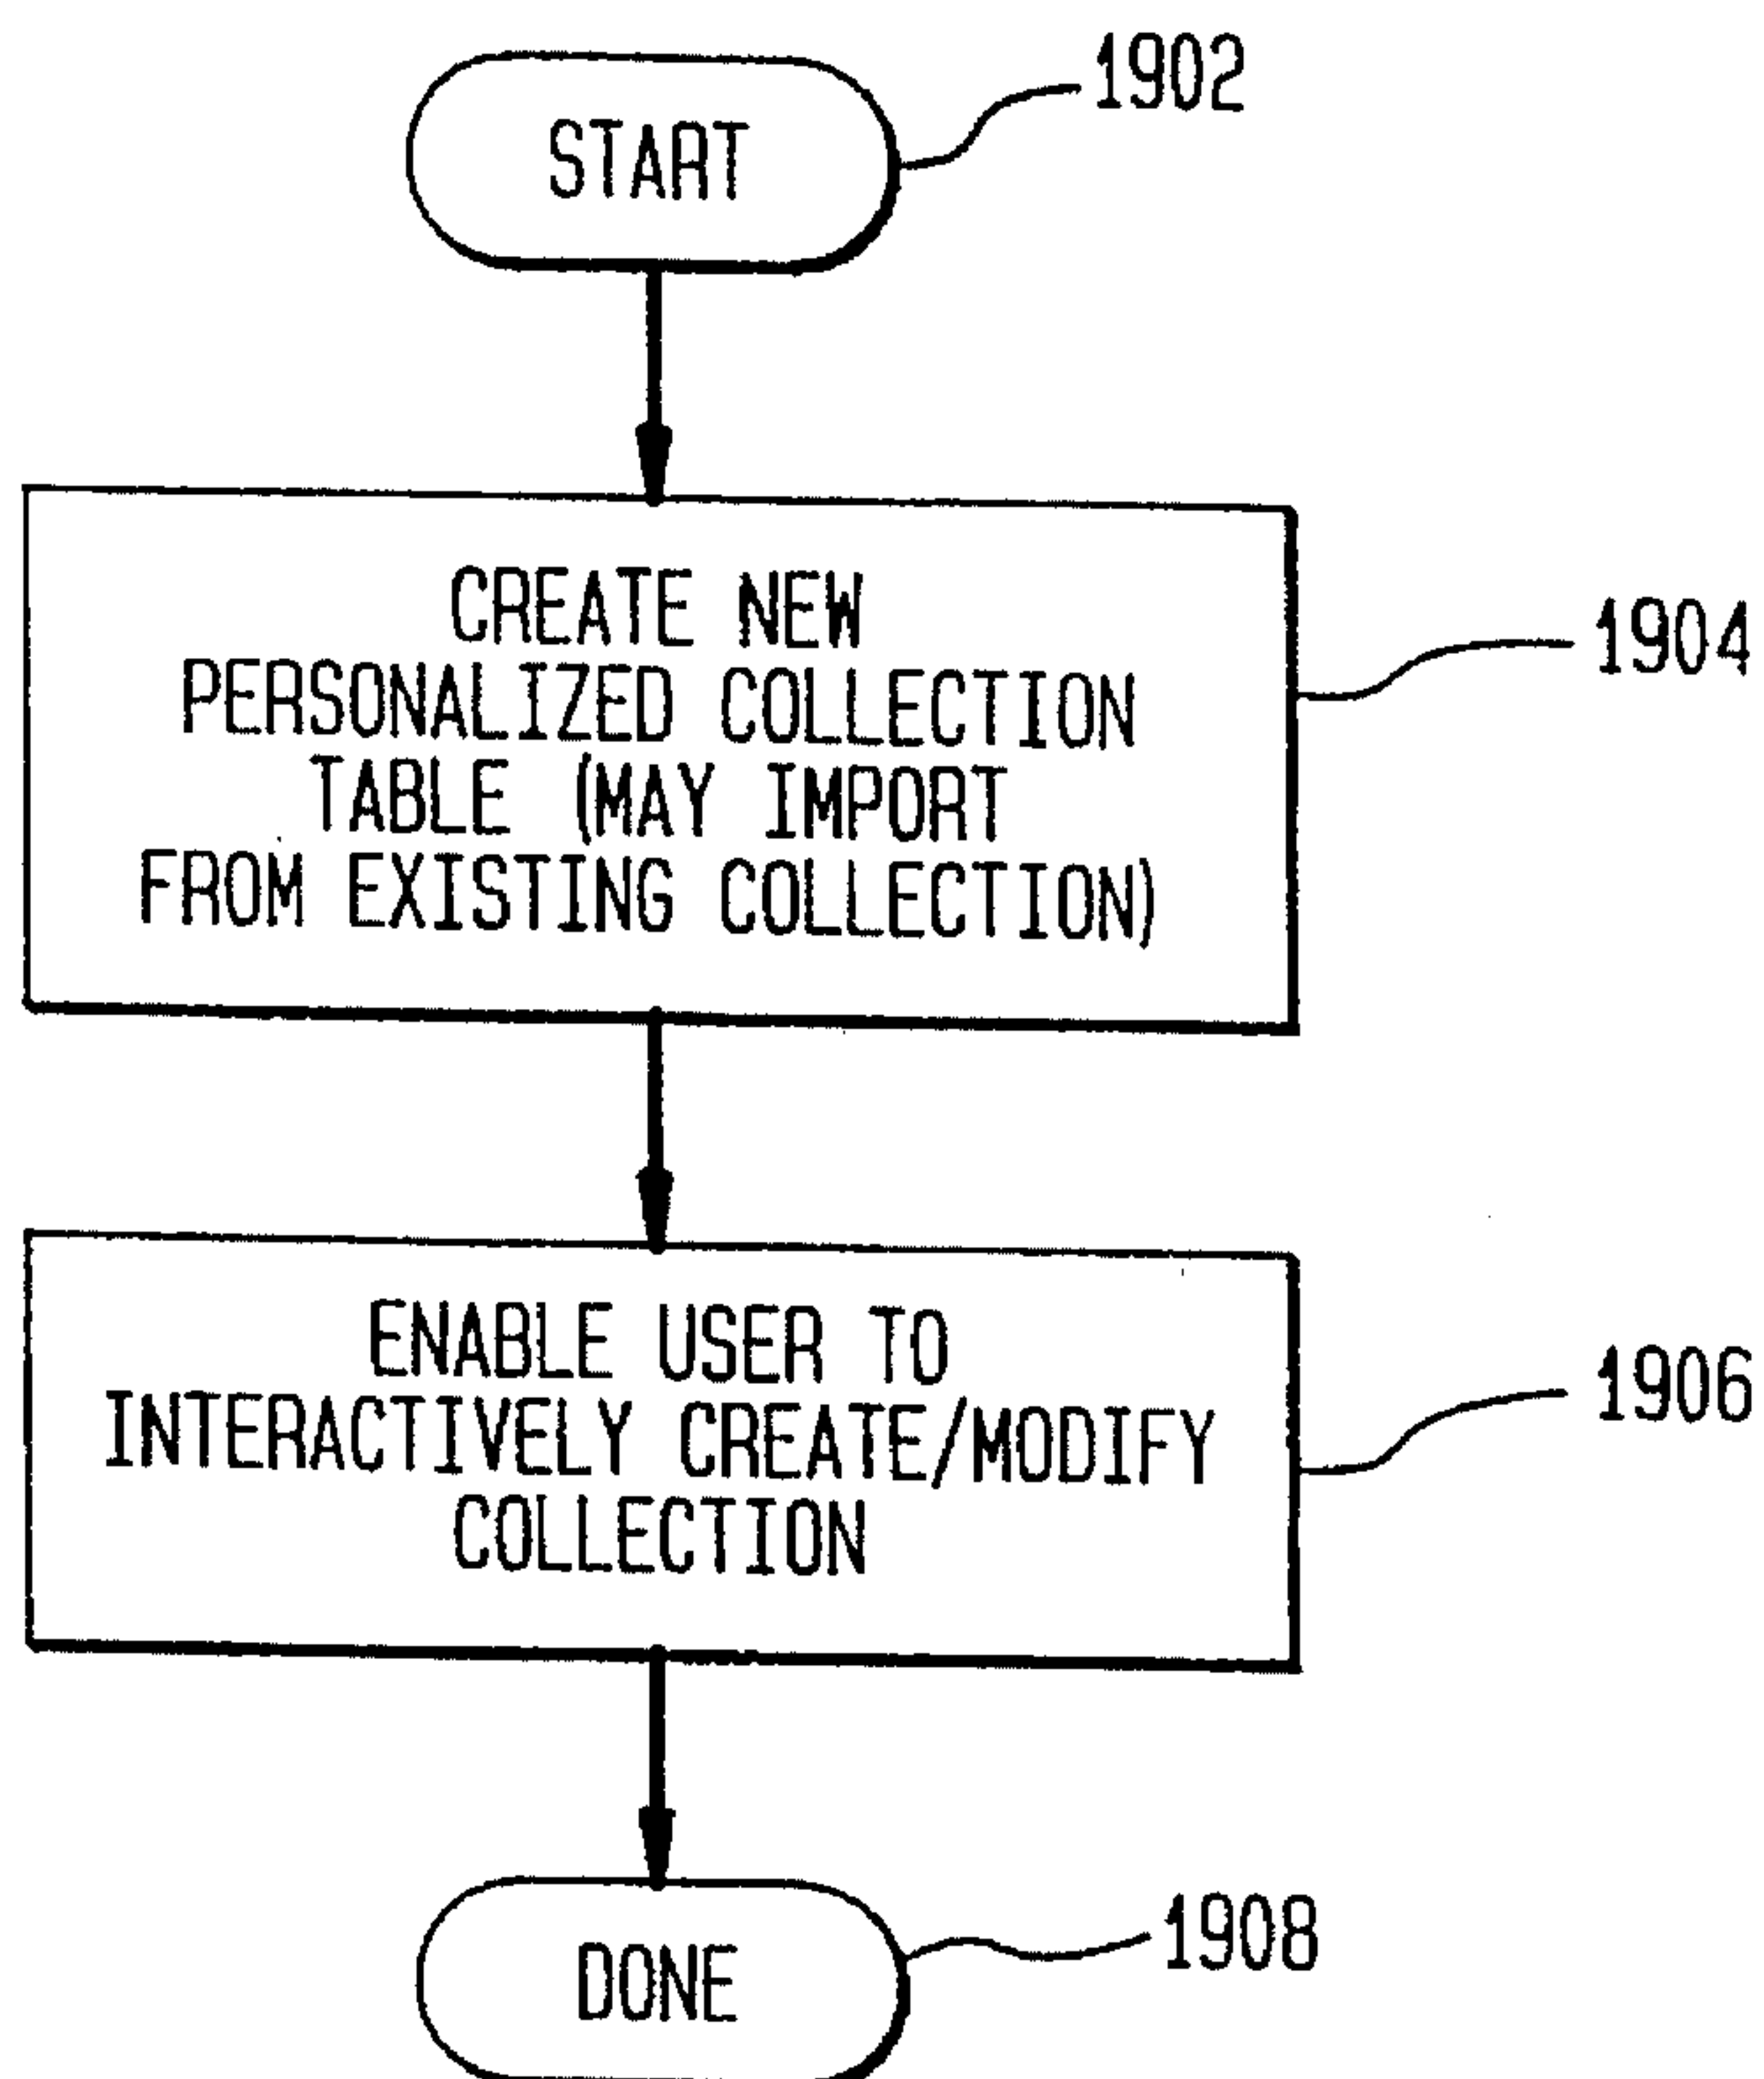 START
1902
CREATE NEW
PERSONALIZED COLLECTION
TABLE (MAY IMPORT
FROM EXISTING COLLECTION)
1904
ENABLE USER TO
INTERACTIVELY CREATE/MODIFY
COLLECTION
1906
DONE
1908